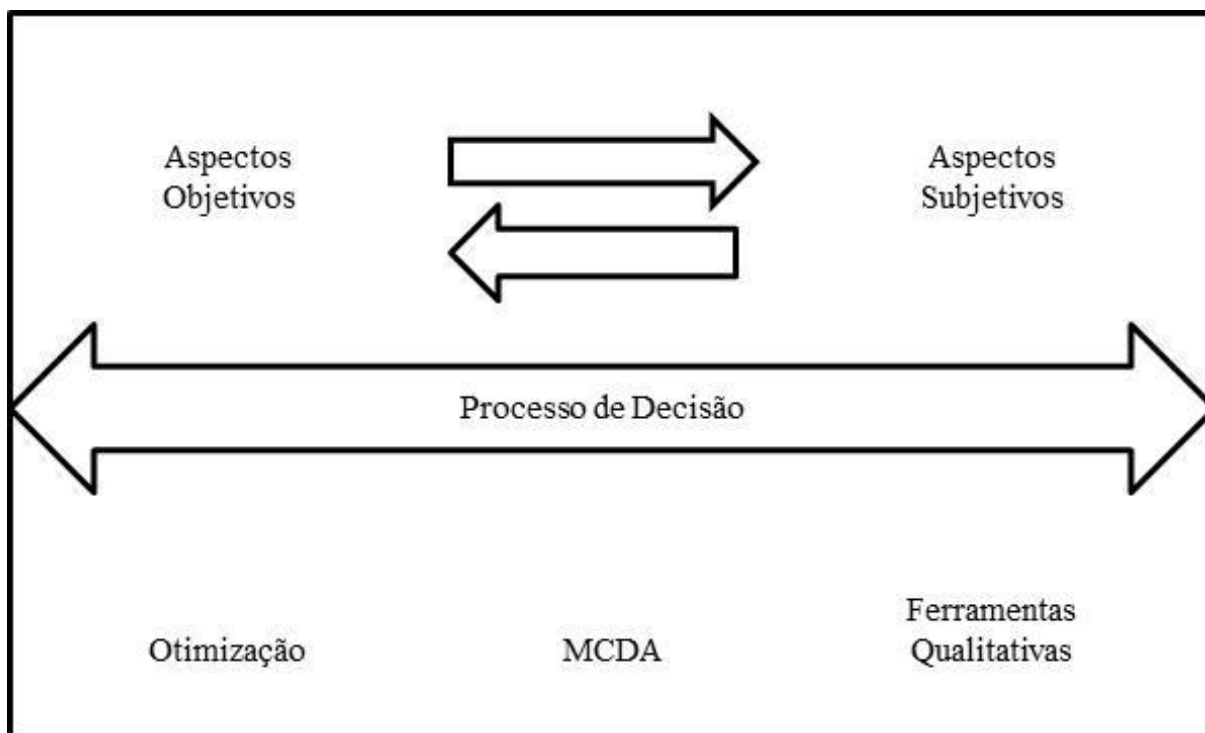 Aspectos
Objetivos
Aspectos
Subjetivos
Processo de Decisão
Otimização
MCDA
Ferramentas
Qualitativas